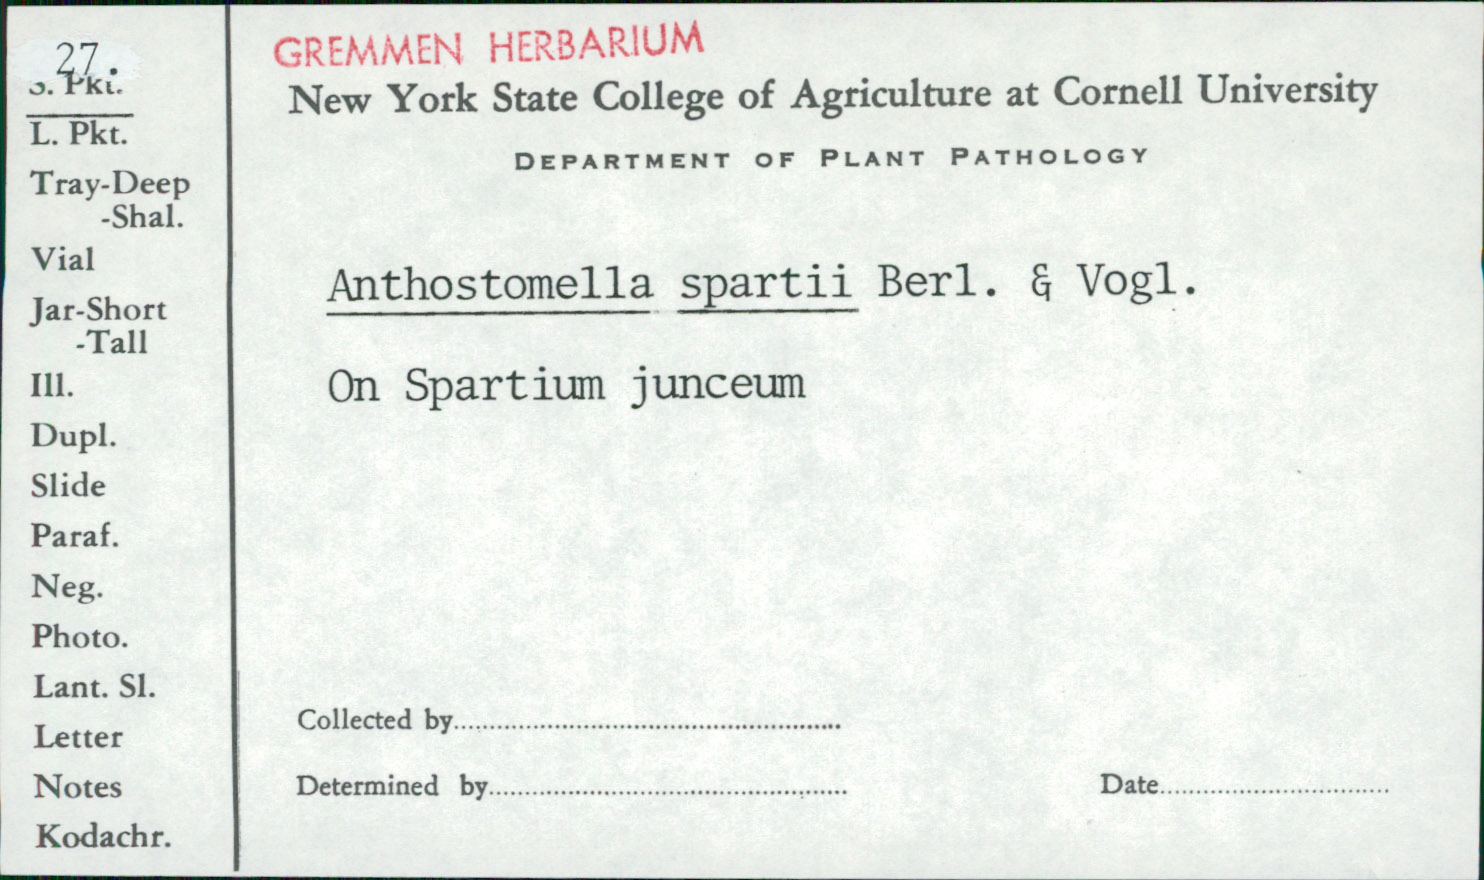 27.
S. Pkt.
L. Pkt.
Tray-Deep
-Shal.
Vial
Jar-Short
-Tall
Ill.
Dupl.
Slide
Paraf.
Neg.
Photo.
Lant. Sl.
Letter
Notes
Kodachr.
GREMMEN HERBARIUM
New York State College of Agriculture at Cornell University
DEPARTMENT OF PLANT PATHOLOGY
Anthostomella spartii Berl. & Vogl.
On Spartium junceum
Collected by
Determined by
Date